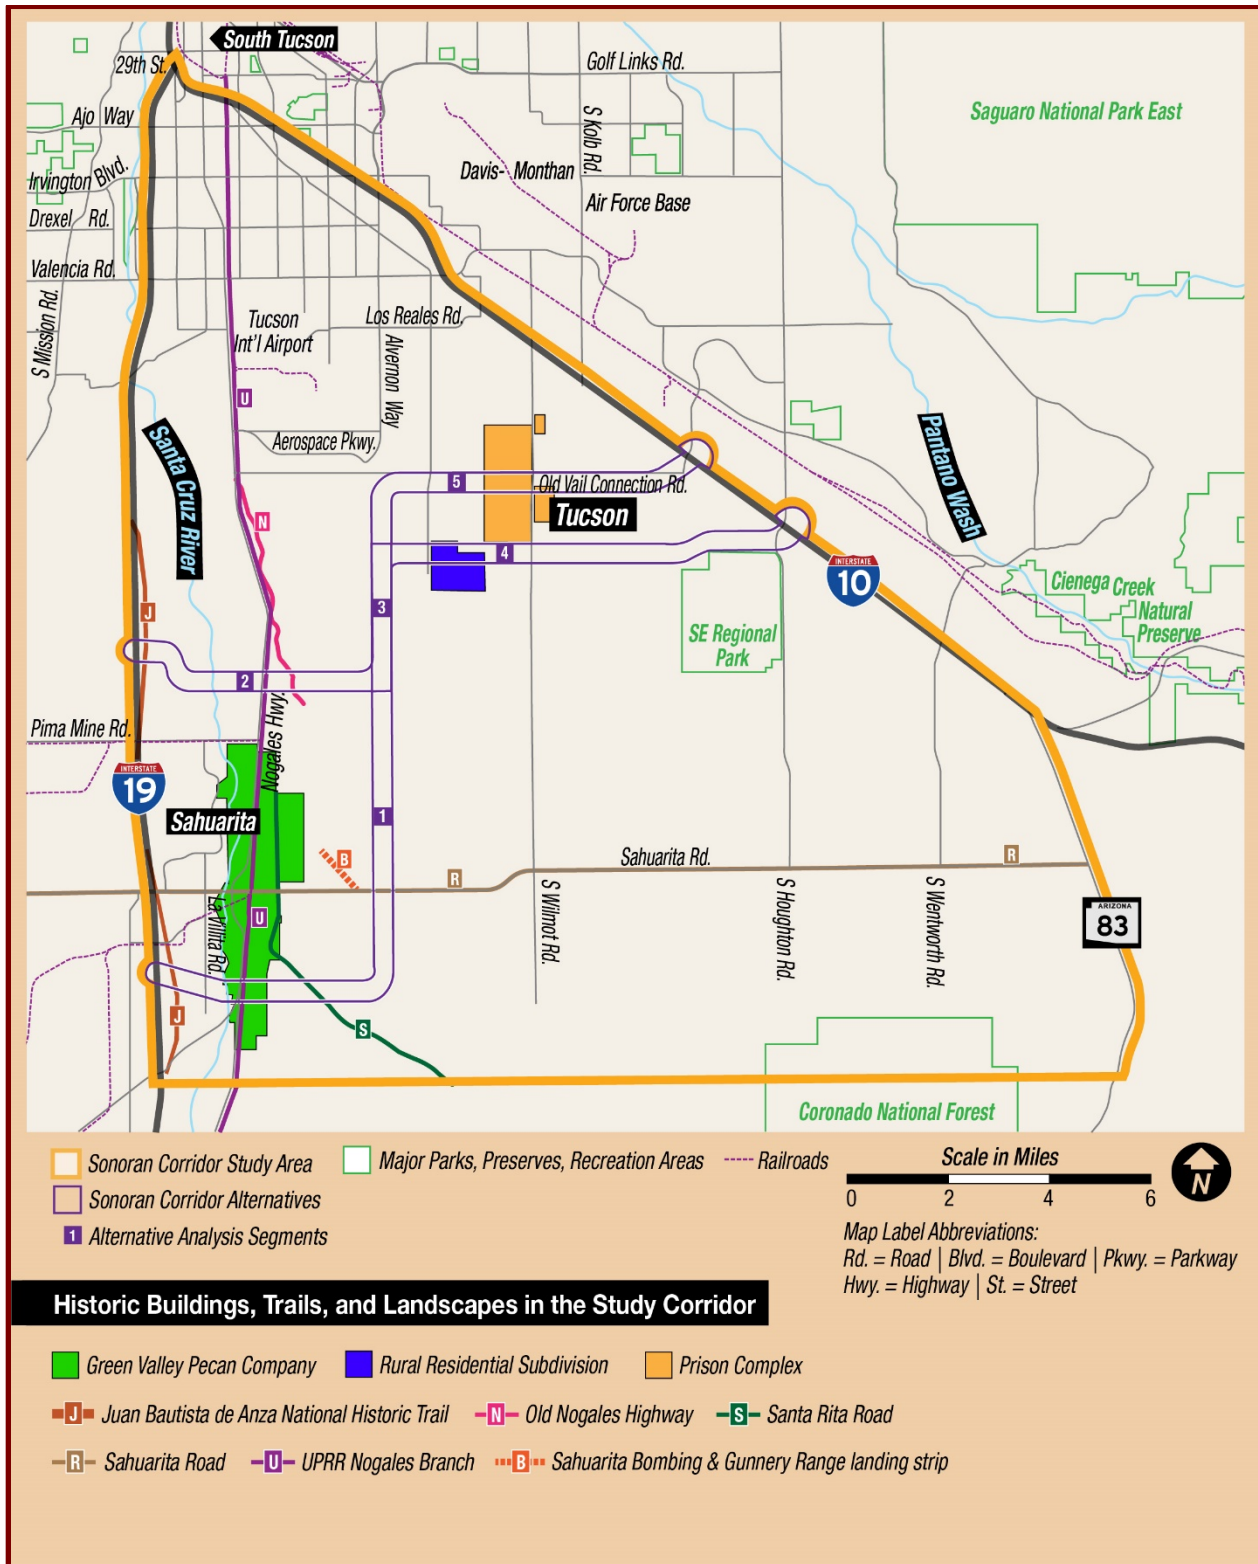 South Tucson
29th St.
Golf Links Rd.
Saguaro National Park East
Ajo Way
S Kolb Rd.
Davis- Monthan
Irvington Blvd.
Air Force Base
Drexel Rd.
Valencia Rd.
S Mission Rd.
Tucson
Int'l Airport
Los Reales Rd.
Alvernon Way
U
Santa Cruz River
Aerospace Pkwy.
Pantano Wash
5
Old Vail Connection Rd.
N
Tucson
4
INTERSTATE
10
Cienega Creek
Natural
Preserve
J
3
SE Regional
Park
2
Nogales Hwy.
Pima Mine Rd.
INTERSTATE
19
Sahuarita
1
B
Sahuarita Rd.
R
R
La Villita Rd.
S Wilmot Rd.
S Houghton Rd.
S Wentworth Rd.
U
ARIZONA
83
J
S
Coronado National Forest
Sonoran Corridor Study Area
Major Parks, Preserves, Recreation Areas
Railroads
Sonoran Corridor Alternatives
1 Alternative Analysis Segments
Scale in Miles
0 2 4 6
N
Map Label Abbreviations:
Rd. = Road | Blvd. = Boulevard | Pkwy. = Parkway
Hwy. = Highway | St. = Street
Historic Buildings, Trails, and Landscapes in the Study Corridor
Green Valley Pecan Company
Rural Residential Subdivision
Prison Complex
J Juan Bautista de Anza National Historic Trail
N Old Nogales Highway
S Santa Rita Road
R Sahuarita Road
U UPRR Nogales Branch
B Sahuarita Bombing & Gunnery Range landing strip